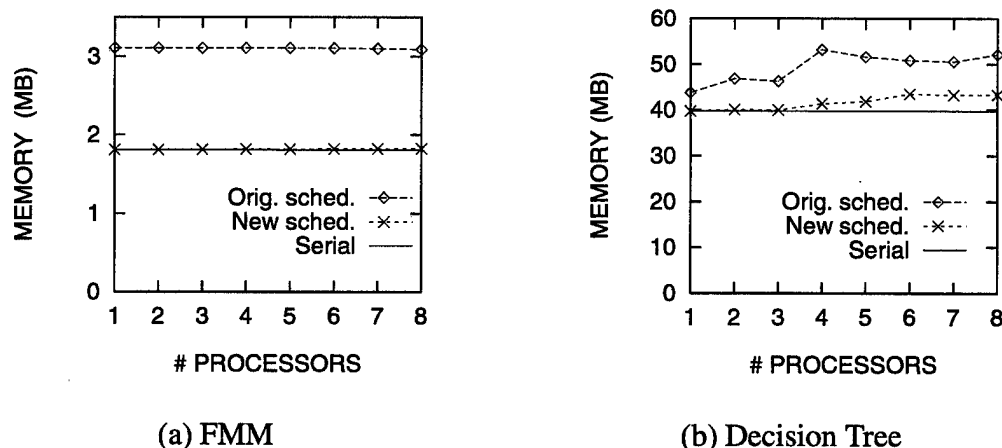 MEMORY (MB)
3
2
1
0
Orig. sched.
New sched.
Serial
1 2 3 4 5 6 7 8
# PROCESSORS
(a) FMM
MEMORY (MB)
60
50
40
30
20
10
0
Orig. sched.
New sched.
Serial
1 2 3 4 5 6 7 8
# PROCESSORS
(b) Decision Tree